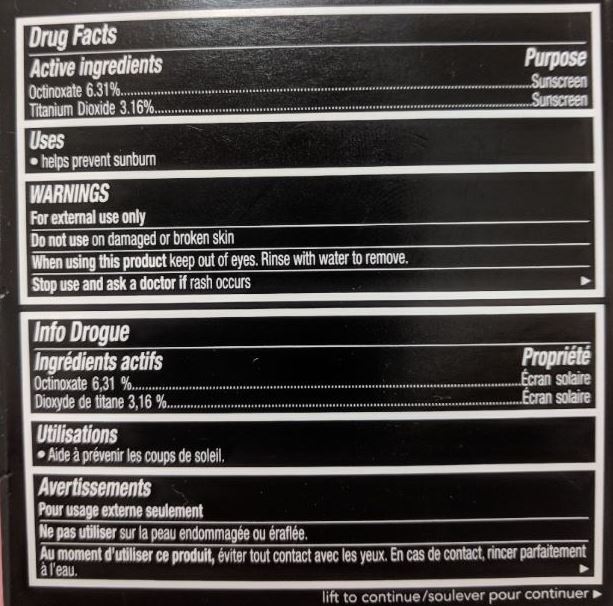 Drug Facts
Active ingredients Purpose
Octinoxate 6.31%.....Sunscreen
Titanium Dioxide 3.16%.....Sunscreen
Uses
• helps prevent sunburn
WARNINGS
For external use only
Do not use on damaged or broken skin
When using this product keep out of eyes. Rinse with water to remove.
Stop use and ask a doctor if rash occurs ▶
Info Drogue
Ingrédients actifs Propriété
Octinoxate 6,31 %.....Écran solaire
Dioxyde de titane 3,16 %.....Écran solaire
Utilisations
• Aide à prévenir les coups de soleil.
Avertissements
Pour usage externe seulement
Ne pas utiliser sur la peau endommagée ou éraflée.
Au moment d'utiliser ce produit, éviter tout contact avec les yeux. En cas de contact, rincer parfaitement
à l'eau. ▶
lift to continue/soulever pour continuer ▶